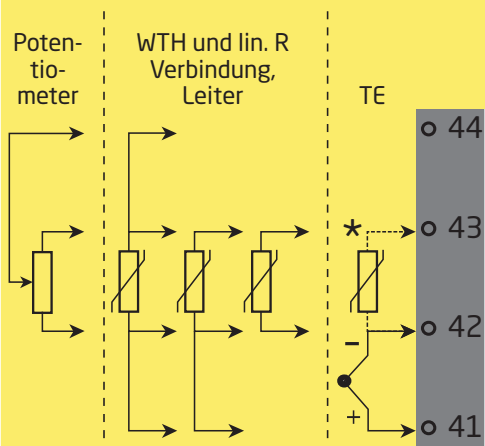 Poten-
tio-
meter
WTH und lin. R
Verbindung,
Leiter
TE
44
*
43
42
–
+
41